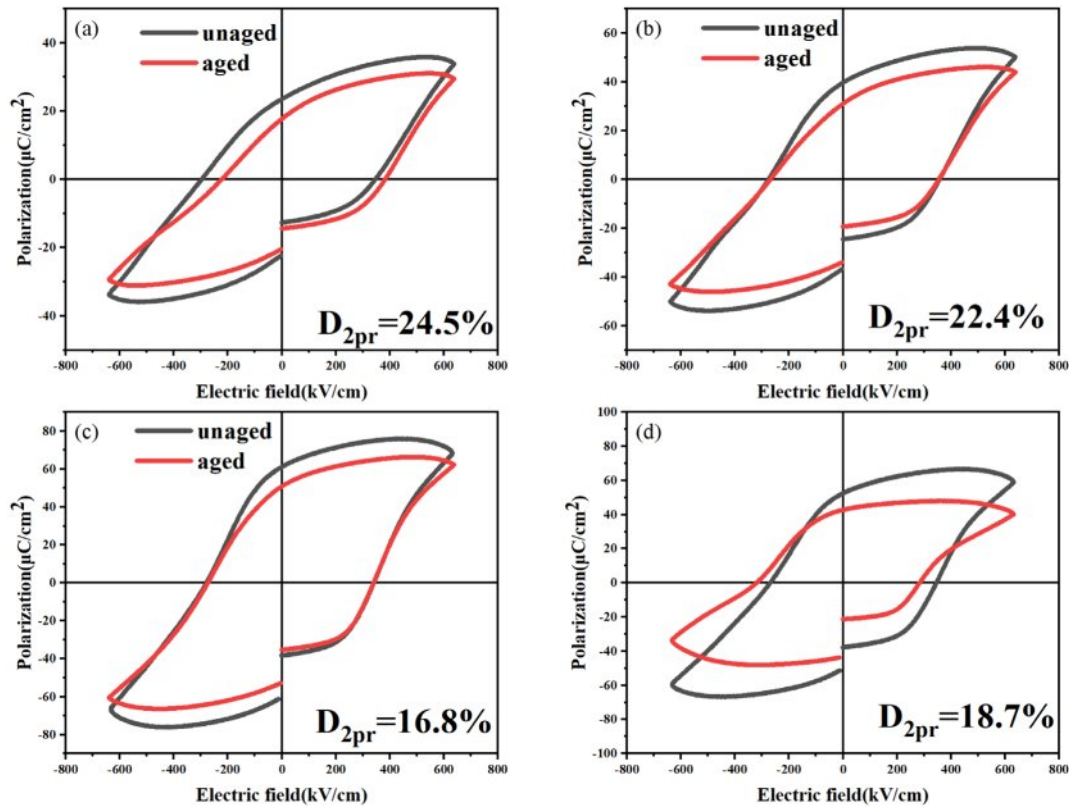 (a)
unaged
aged
Polarization(μC/cm²)
40
20
0
-20
-40
D2pr=24.5%
-800 -600 -400 -200 0 200 400 600 800
Electric field(kV/cm)
(b)
unaged
aged
Polarization(μC/cm²)
60
40
20
0
-20
-40
-60
D2pr=22.4%
-800 -600 -400 -200 0 200 400 600 800
Electric field(kV/cm)
(c)
unaged
aged
Polarization(μC/cm²)
80
60
40
20
0
-20
-40
-60
-80
D2pr=16.8%
-800 -600 -400 -200 0 200 400 600 800
Electric field(kV/cm)
(d)
unaged
aged
Polarization(μC/cm²)
100
80
60
40
20
0
-20
-40
-60
-80
-100
D2pr=18.7%
-800 -600 -400 -200 0 200 400 600 800
Electric field(kV/cm)